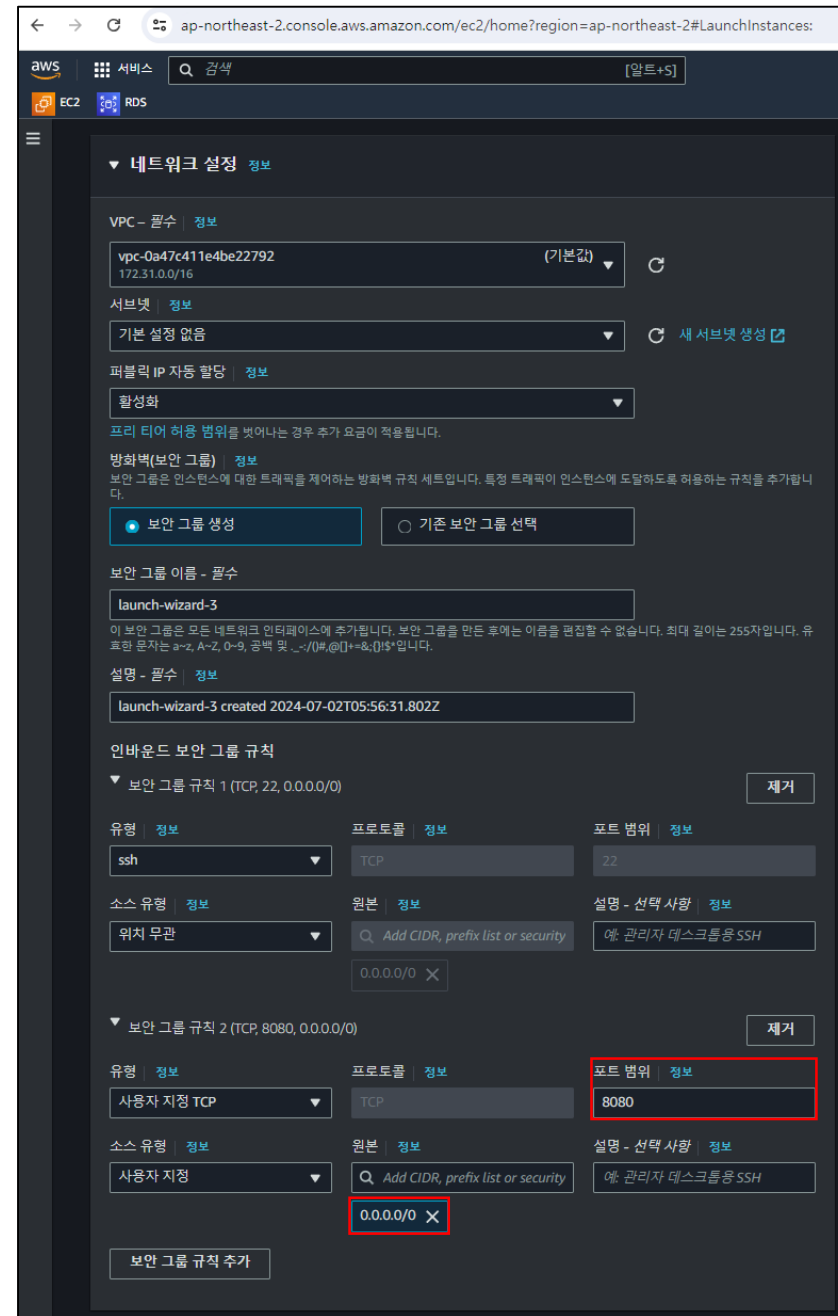 ap-northeast-2.console.aws.amazon.com/ec2/home?region=ap-northeast-2#LaunchInstances:
aws 서비스 검색 [알트+S]
EC2 RDS
네트워크 설정 정보
VPC – 필수 정보
vpc-0a47c411e4be22792 (기본값)
172.31.0.0/16
서브넷 정보
기본 설정 없음 새 서브넷 생성
퍼블릭 IP 자동 할당 정보
활성화
프리 티어 허용 범위를 벗어나는 경우 추가 요금이 적용됩니다.
방화벽(보안 그룹) 정보
보안 그룹은 인스턴스에 대한 트래픽을 제어하는 방화벽 규칙 세트입니다. 특정 트래픽이 인스턴스에 도달하도록 허용하는 규칙을 추가합니
다.
보안 그룹 생성 기존 보안 그룹 선택
보안 그룹 이름 - 필수
launch-wizard-3
이 보안 그룹은 모든 네트워크 인터페이스에 추가됩니다. 보안 그룹을 만든 후에는 이름을 편집할 수 없습니다. 최대 길이는 255자입니다. 유
효한 문자는 a~z, A~Z, 0~9, 공백 및 ._-:/()#,@[]+=&;{}!$*입니다.
설명 - 필수 정보
launch-wizard-3 created 2024-07-02T05:56:31.802Z
인바운드 보안 그룹 규칙
보안 그룹 규칙 1 (TCP, 22, 0.0.0.0/0) 제거
유형 정보 프로토콜 정보 포트 범위 정보
ssh TCP 22
소스 유형 정보 원본 정보 설명 - 선택 사항 정보
위치 무관 Add CIDR, prefix list or security 예: 관리자 데스크톱용 SSH
0.0.0.0/0
보안 그룹 규칙 2 (TCP, 8080, 0.0.0.0/0) 제거
유형 정보 프로토콜 정보 포트 범위 정보
사용자 지정 TCP TCP 8080
소스 유형 정보 원본 정보 설명 - 선택 사항 정보
사용자 지정 Add CIDR, prefix list or security 예: 관리자 데스크톱용 SSH
0.0.0.0/0
보안 그룹 규칙 추가